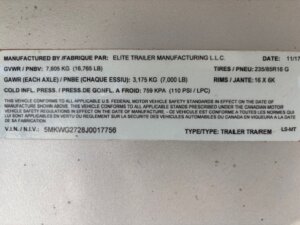 MANUFACTURED BY /FABRIQUE PAR: ELITE TRAILER MANUFACTURING L.L.C. DATE: 11/17
GVWR / PNBV: 7,605 KG (16,765 LB) TIRES / PNEU: 235/85R16 G
GAWR (EACH AXLE) / PNBE (CHAQUE ESSIU): 3,175 KG (7,000 LB) RIMS / JANTE: 16 X 6K
COLD INFL. PRESS. / PRESS. DE GONFL. A FROID: 759 KPA (110 PSI / LPC)
THIS VEHICLE CONFORMS TO ALL APPLICABLE U.S. FEDERAL MOTOR VEHICLE SAFETY STANDARDS IN EFFECT ON THE DATE OF
MANUFACTURE SHOWN ABOVE. THIS VEHICLE CONFORMS TO ALL APPLICABLE STANDARDS PRESCRIBED UNDER THE CANADIAN
MOTOR VEHICLE SAFETY REGULATIONS IN EFFECT ON THE DATE OF MANUFACTURE. / CE VEHICULE EST CONFORME A TOUTES LES NORMES QUI
LUI SONT APPLICABLES EN VERTU DU REGLEMENT SUR LA SECURITE DES VEHICULES AUTOMOBILES DU CANADA EN VIGUEUR A LA DATE
DE SA FABRICATION
V.I.N. / N.I.V.: 5MKWG2728J0017756 TYPE/TYPE: TRAILER TRA/REM LS-MT